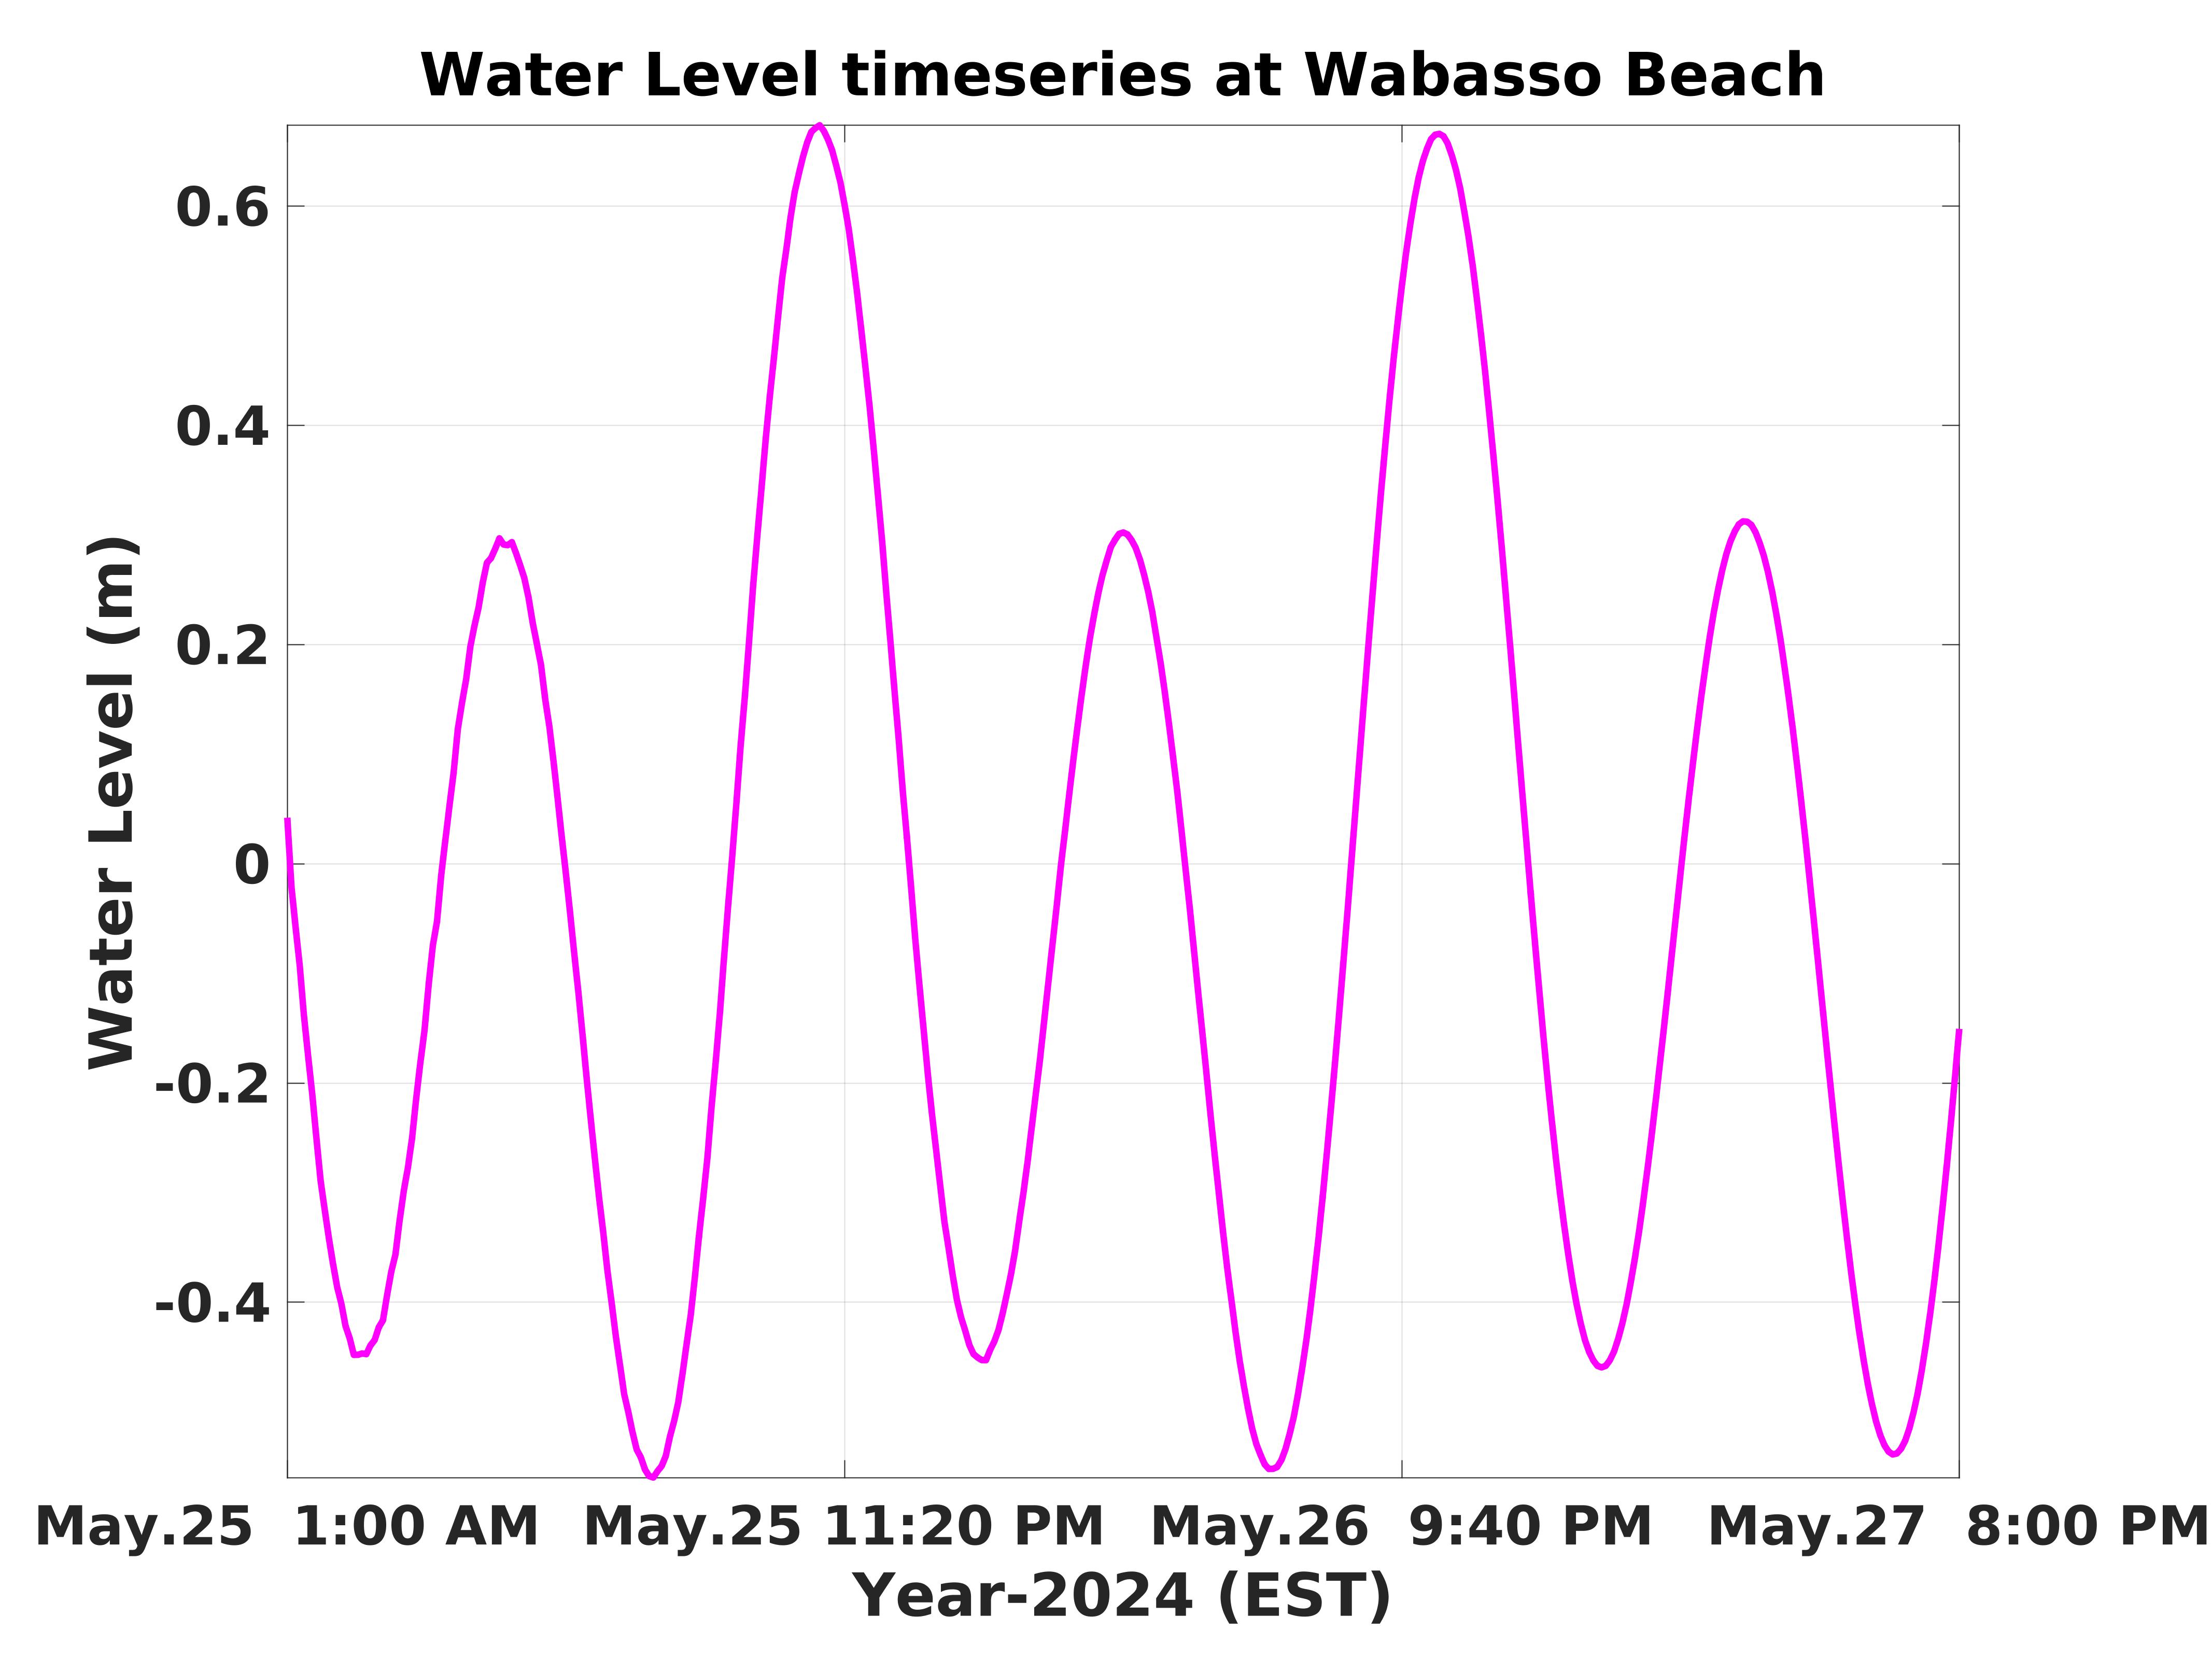 Water Level timeseries at Wabasso Beach
Water Level (m)
0.6
0.4
0.2
0
-0.2
-0.4
May.25  1:00 AM
May.25 11:20 PM
May.26  9:40 PM
May.27  8:00 PM
Year-2024 (EST)